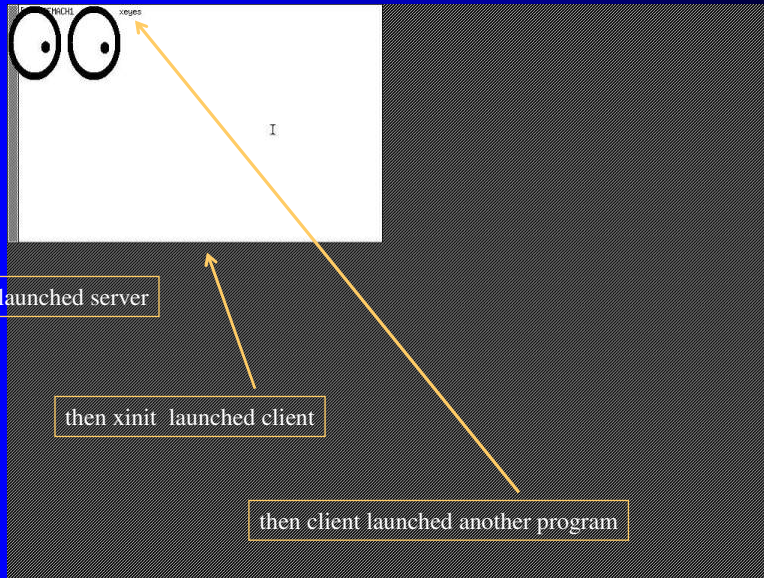 xeyes
launched server
then xinit launched client
then client launched another program